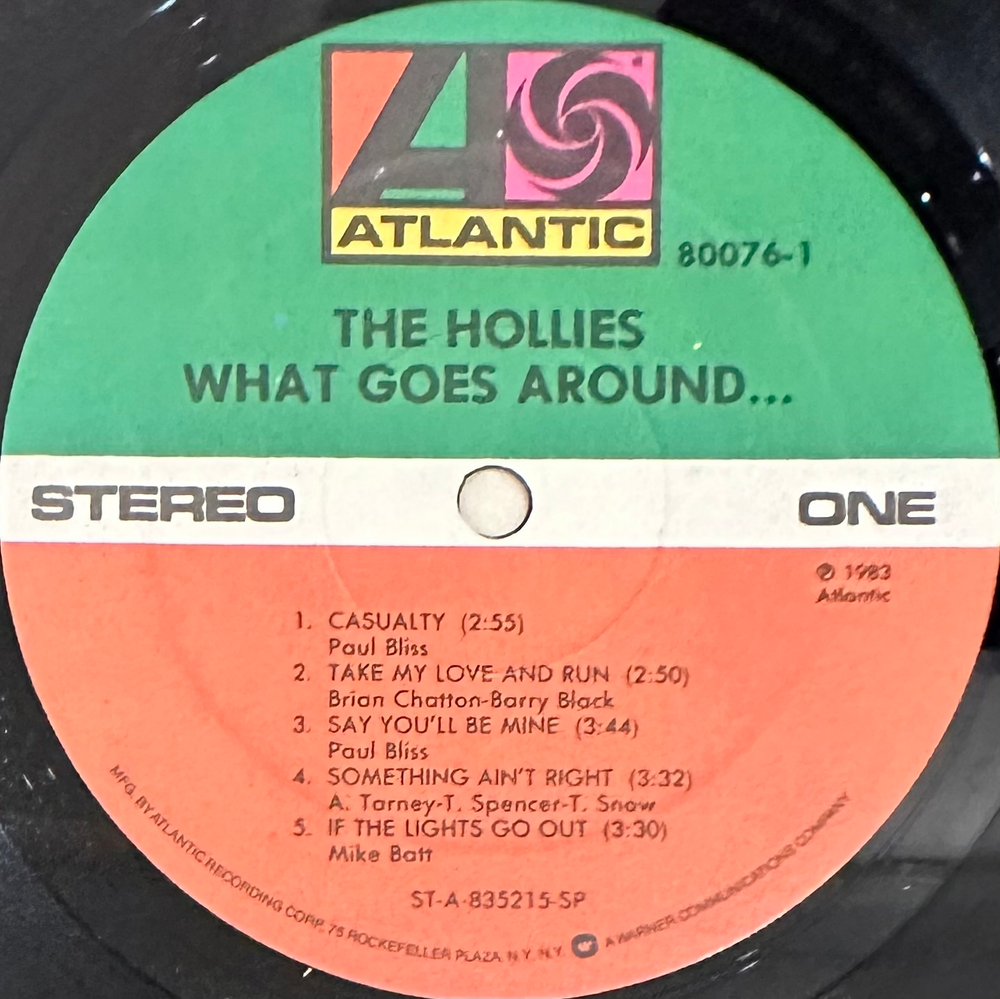 ATLANTIC
80076-1
THE HOLLIES
WHAT GOES AROUND...
STEREO
ONE
℗ 1983
Atlantic
1. CASUALTY (2:55)
Paul Bliss
2. TAKE MY LOVE AND RUN (2:50)
Brian Chatton-Barry Black
3. SAY YOU'LL BE MINE (3:44)
Paul Bliss
4. SOMETHING AIN'T RIGHT (3:32)
A. Tarney-T. Spencer-T. Snow
5. IF THE LIGHTS GO OUT (3:30)
Mike Batt
ST-A-835215-SP
MFG. BY ATLANTIC RECORDING CORP. 75 ROCKEFELLER PLAZA N.Y. N.Y. A WARNER COMMUNICATIONS COMPANY